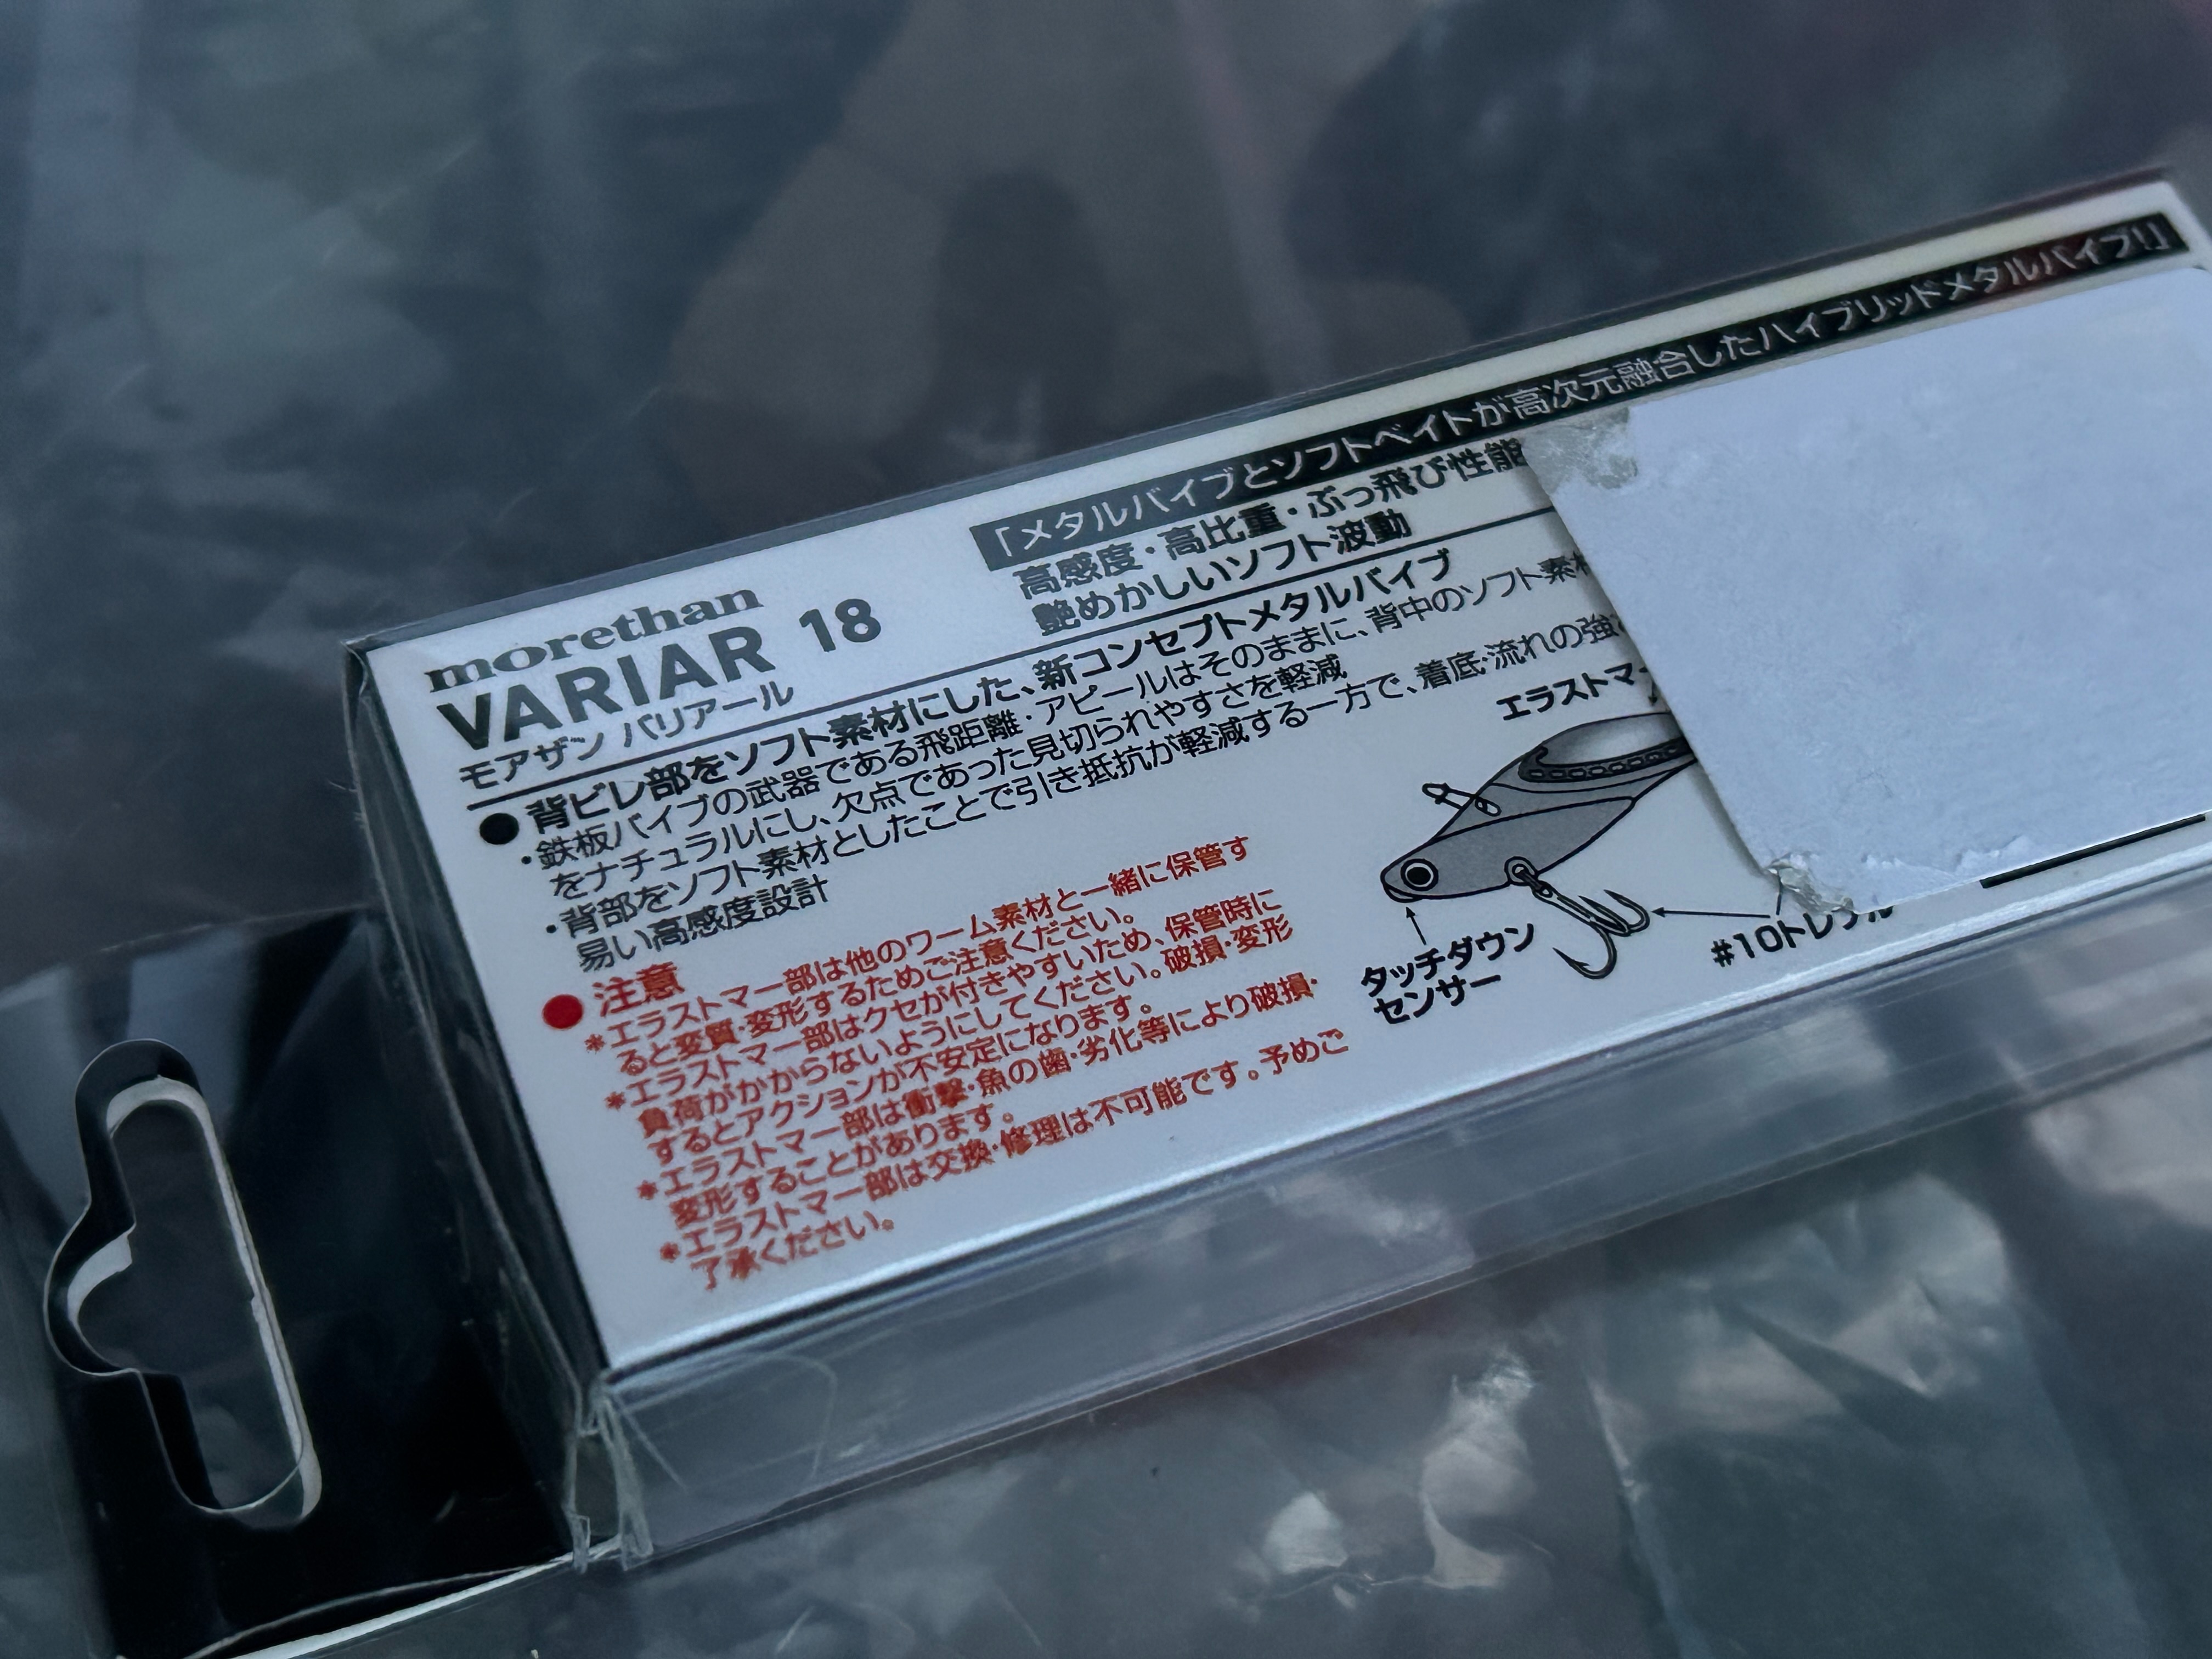 morethan
VARIAR 18
モアザン バリアール
「メタルバイブとソフトベイトが高次元融合したハイブリッドメタルバイブ!」
高感度・高比重・ぶっ飛び性能
艶めかしいソフト波動
●背ビレ部をソフト素材にした、新コンセプトメタルバイブ
・鉄板バイブの武器である飛距離・アピールはそのままに、背中のソフト素材
をナチュラルにし、欠点であった見切られやすさを軽減
・背部をソフト素材としたことで引き抵抗が軽減する一方で、着底・流れの強
易い高感度設計
●注意
*エラストマー部は他のワーム素材と一緒に保管す
ると変質・変形するためご注意ください。
*エラストマー部はクセが付きやすいため、保管時に
負荷がかからないようにしてください。破損・変形
するとアクションが不安定になります。
*エラストマー部は衝撃・魚の歯・劣化等により破損・
変形することがあります。
*エラストマー部は交換・修理は不可能です。予めご
了承ください。
エラストマー
タッチダウン
センサー
#10トレブル